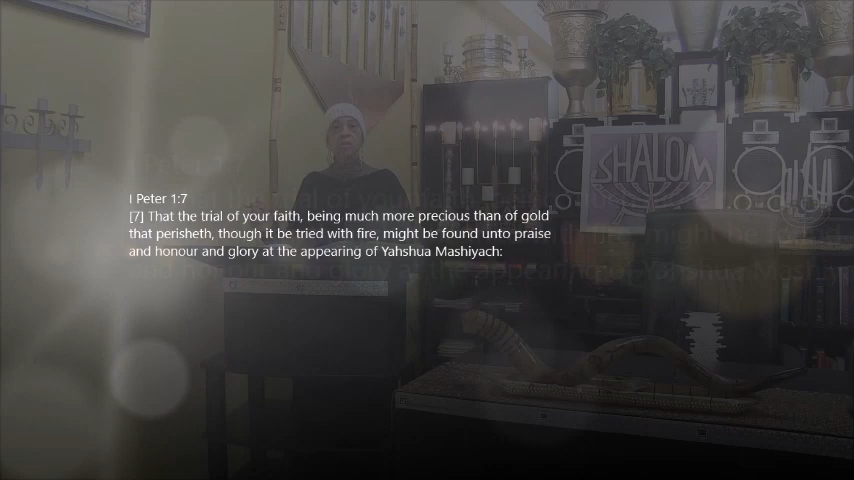 I Peter 1:7
[7] That the trial of your faith, being much more precious than of gold
that perisheth, though it be tried with fire, might be found unto praise
and honour and glory at the appearing of Yahshua Mashiyach:
SHALOM